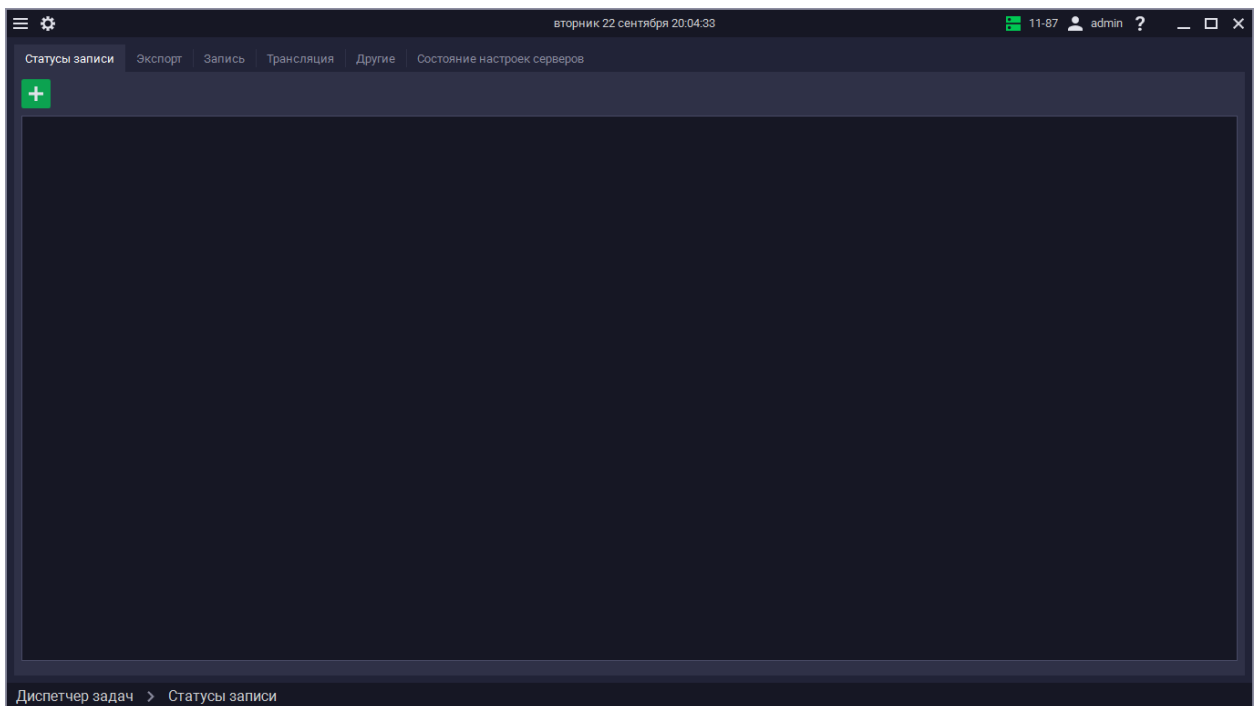 вторник 22 сентября 20:04:33 11-87 admin ?
Статусы записи Экспорт Запись Трансляция Другие Состояние настроек серверов
Диспетчер задач > Статусы записи